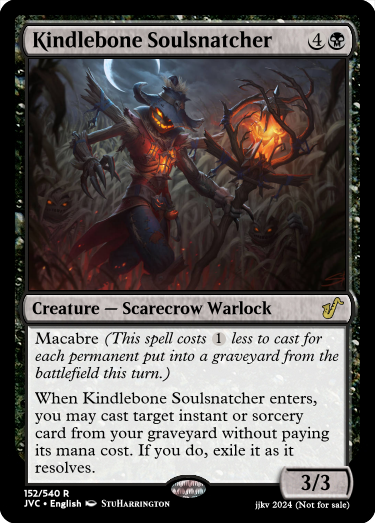 Kindlebone Soulsnatcher 4
Creature — Scarecrow Warlock
Macabre (This spell costs 1 less to cast for
each permanent put into a graveyard from the
battlefield this turn.)
When Kindlebone Soulsnatcher enters,
you may cast target instant or sorcery
card from your graveyard without paying
its mana cost. If you do, exile it as it
resolves.
3/3
152/540 R
JVC • English StuHarrington
jjkv 2024 (Not for sale)